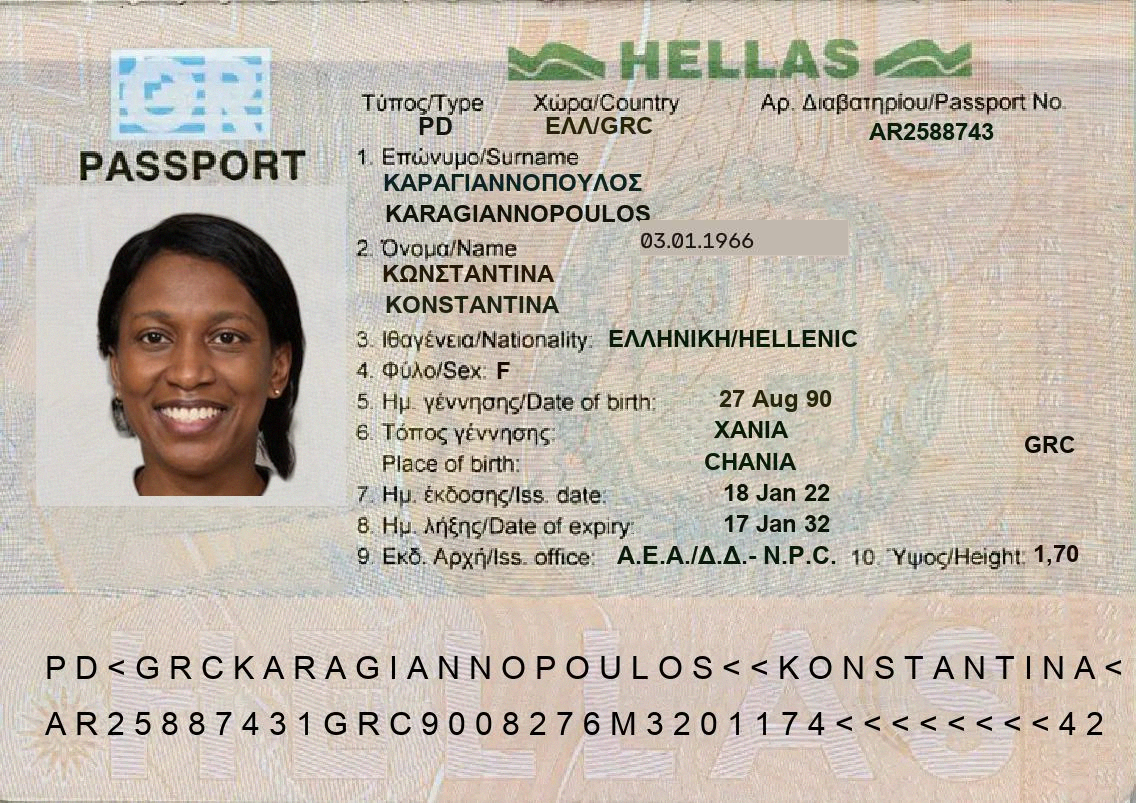 HELLAS
GR
PASSPORT
Τύπος/Type Χώρα/Country Αρ. Διαβατηρίου/Passport No.
PD ΕΛΛ/GRC AR2588743
1. Επώνυμο/Surname
ΚΑΡΑΓΙΑΝΝΟΠΟΥΛΟΣ
KARAGIANNOPOULOS
03.01.1966
2. Όνομα/Name
ΚΩΝΣΤΑΝΤΙΝΑ
KONSTANTINA
3. Ιθαγένεια/Nationality: ΕΛΛΗΝΙΚΗ/HELLENIC
4. Φύλο/Sex: F
5. Ημ. γέννησης/Date of birth: 27 Aug 90
6. Τόπος γέννησης: ΧΑΝΙΑ
Place of birth: CHANIA GRC
7. Ημ. έκδοσης/Iss. date: 18 Jan 22
8. Ημ. λήξης/Date of expiry: 17 Jan 32
9 Εκδ. Αρχή/Iss. office: Α.Ε.Α./Δ.Δ.- N.P.C. 10. Ύψος/Height: 1,70
HELLAS
PD<GRCKARAGIANNOPOULOS<<KONSTANTINA<
AR25887431GRC9008276M3201174<<<<<<<<42